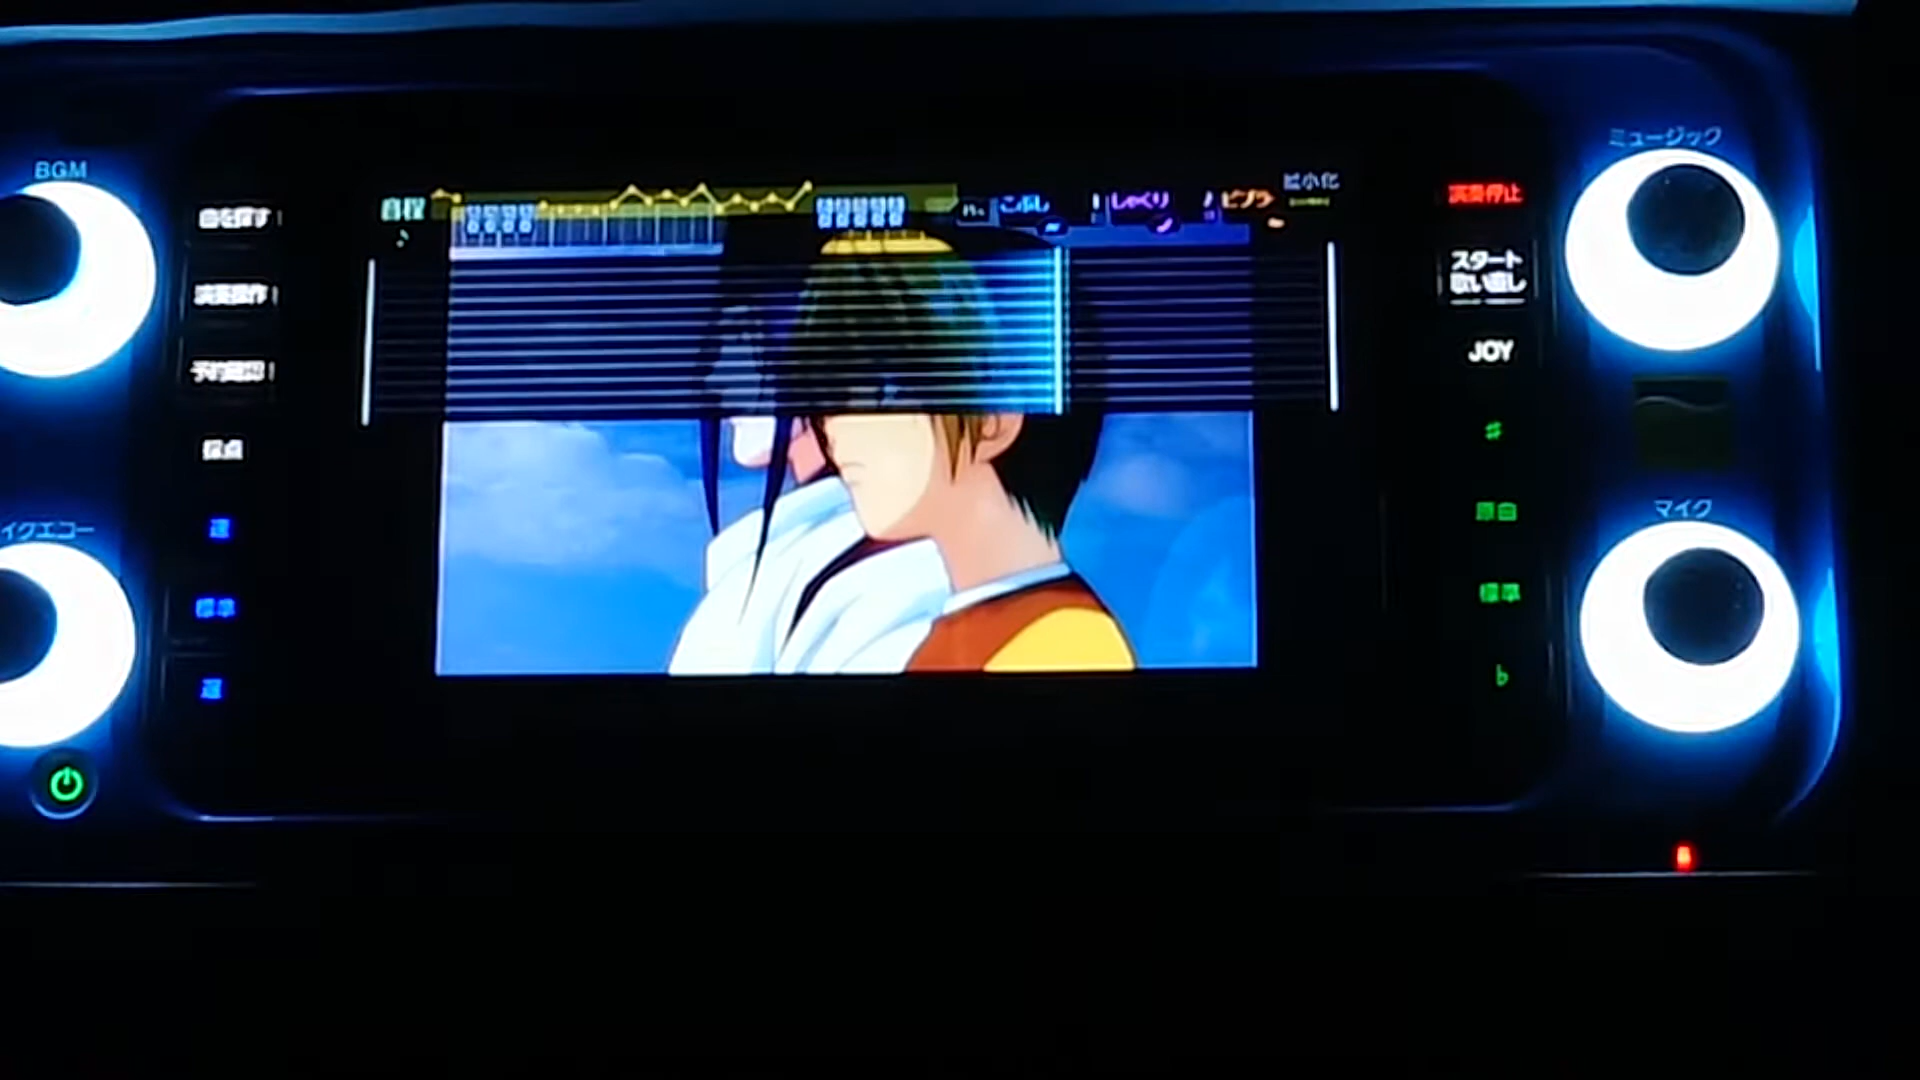 BGM
曲を探す
演奏操作
予約確認
採点
速
標準
遅
イクエコー
音程
こぶし
しゃくり
ビブラ
拡小化
演奏停止
スタート
歌い直し
JOY
♯
原曲
標準
♭
ミュージック
マイク